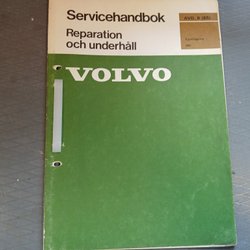 Servicehandbok
Reparation
och underhåll
VOLVO